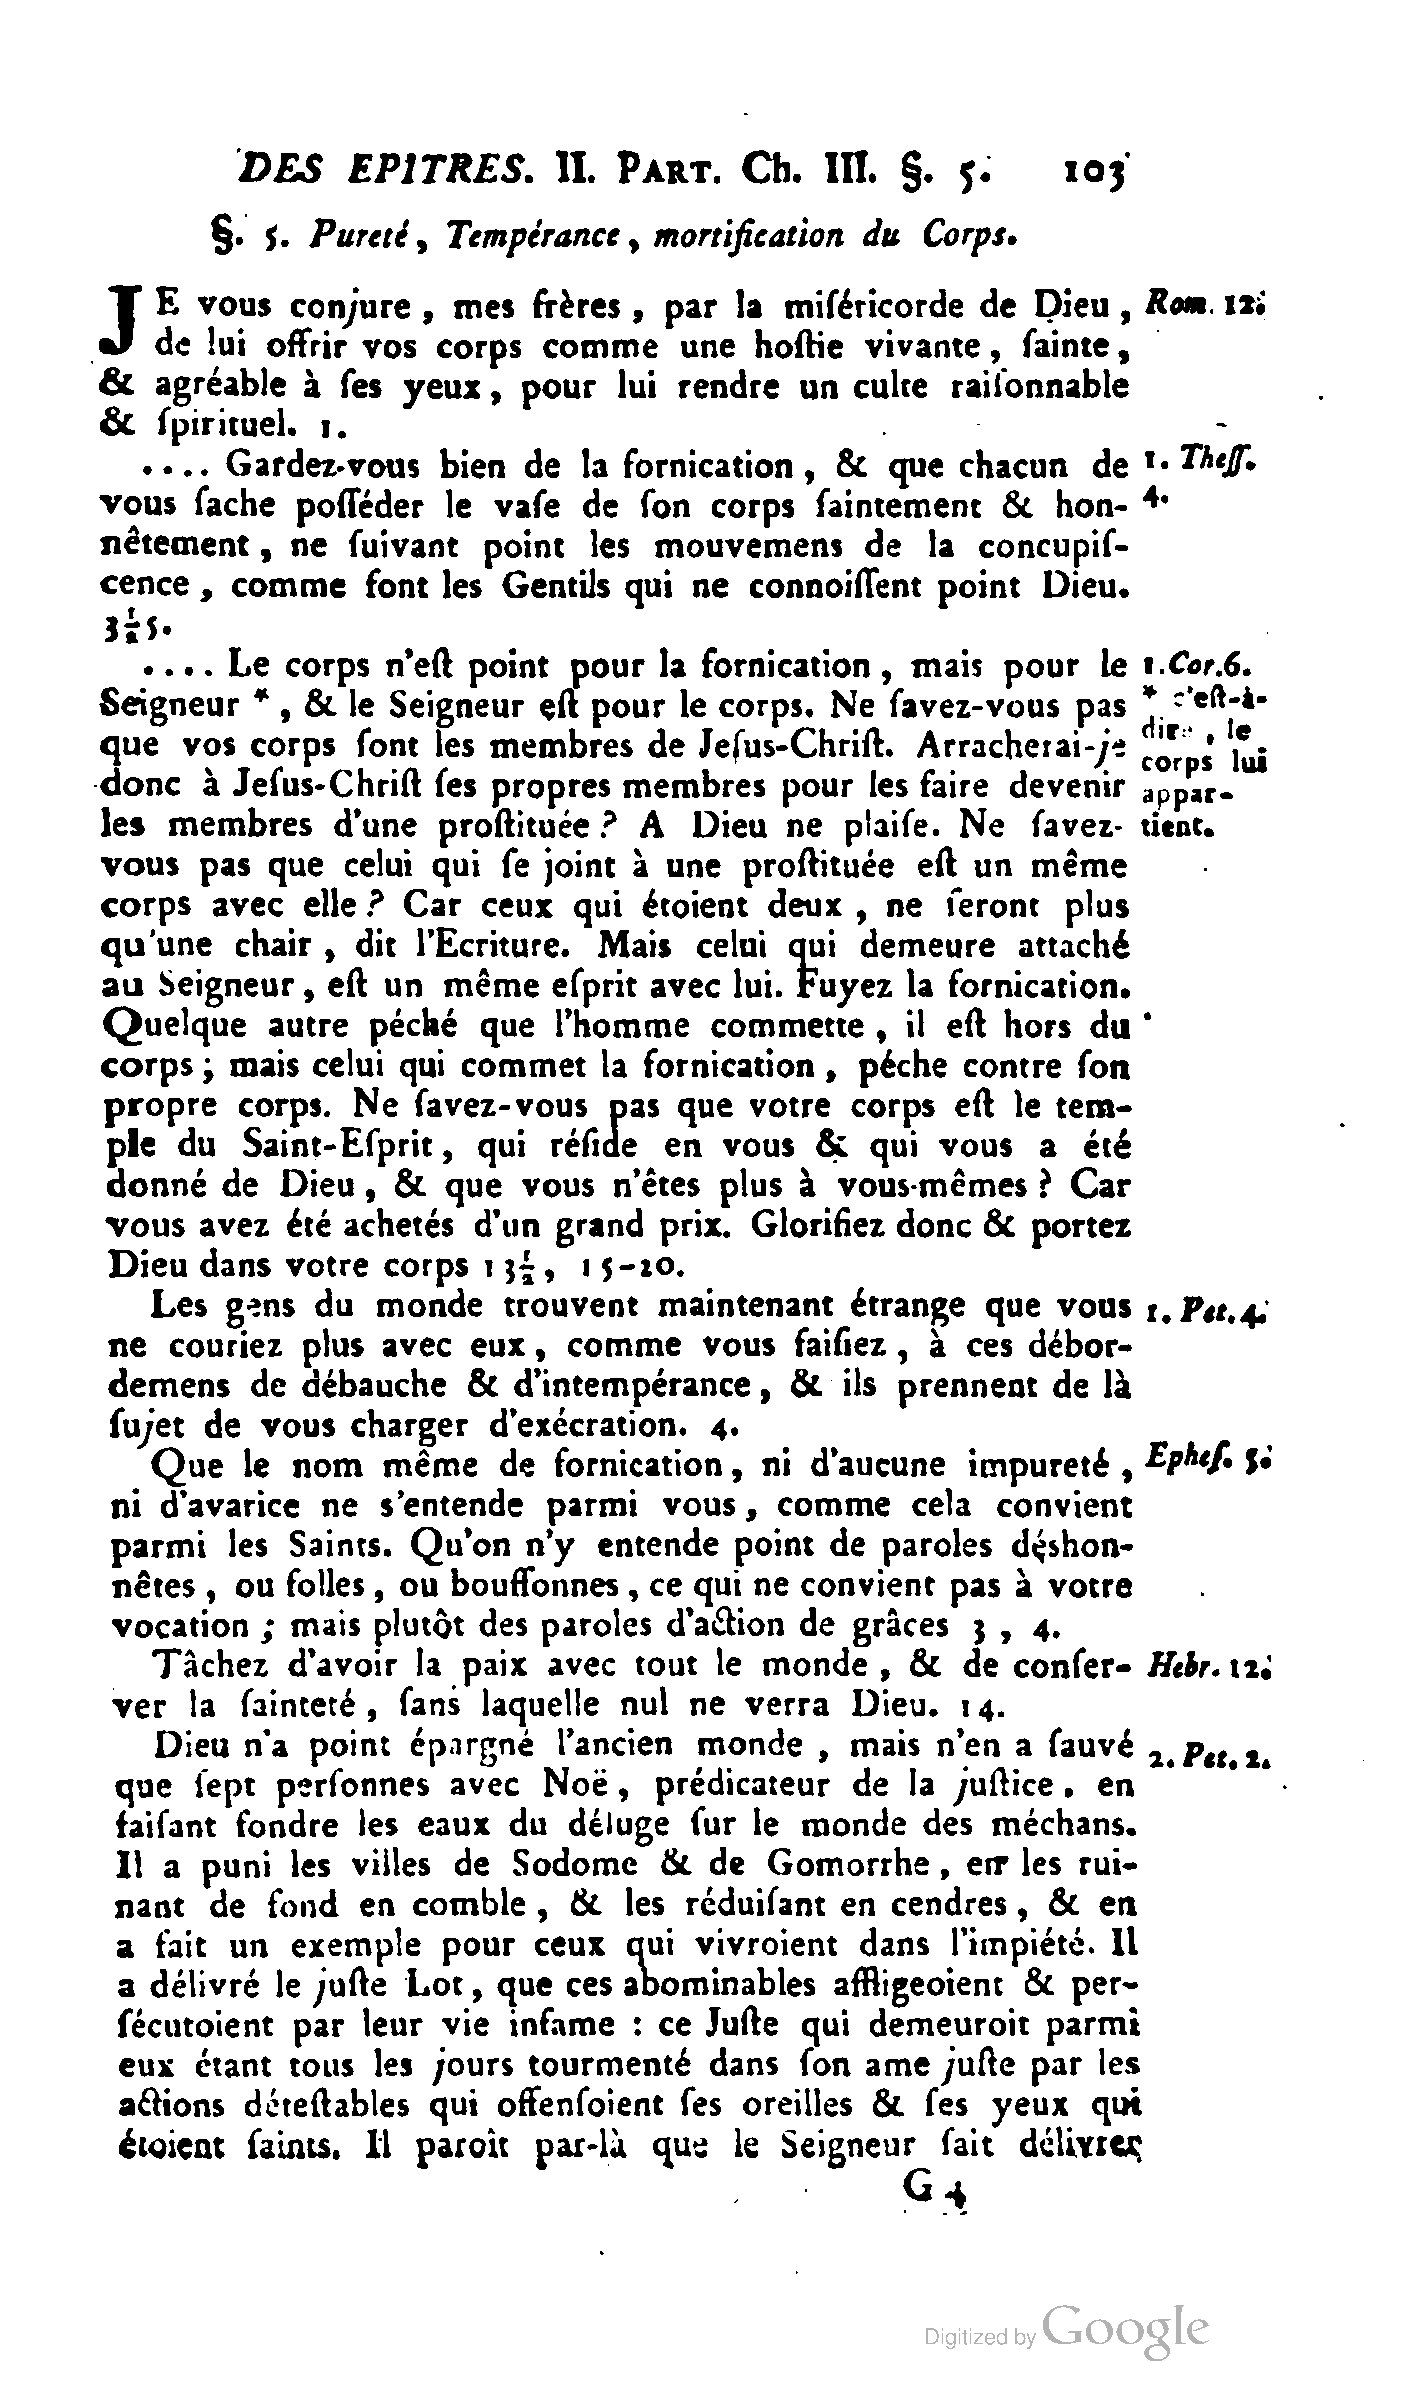 DES EPITRES. II. PART. Ch. III. §. 5. 103
§. 5. Pureté, Tempérance, mortification du Corps.
JE vous conjure, mes frères, par la miſéricorde de Dieu, Rom. 12.
de lui offrir vos corps comme une hoſtie vivante, ſainte,
& agréable à ſes yeux, pour lui rendre un culte raiſonnable
& ſpirituel. 1.
.... Gardez-vous bien de la fornication, & que chacun de 1. Theſſ.
vous ſache poſſéder le vaſe de ſon corps ſaintement & hon- 4.
nêtement, ne ſuivant point les mouvemens de la concupiſ-
cence, comme font les Gentils qui ne connoiſſent point Dieu.
3½5.
.... Le corps n'eſt point pour la fornication, mais pour le 1. Cor. 6.
Seigneur *, & le Seigneur eſt pour le corps. Ne ſavez-vous pas * c'eſt-à-
que vos corps ſont les membres de Jeſus-Chriſt. Arracherai-je dire, le
donc à Jeſus-Chriſt ſes propres membres pour les faire devenir corps lui appar-
les membres d'une proſtituée? A Dieu ne plaiſe. Ne ſavez- tient.
vous pas que celui qui ſe joint à une proſtituée eſt un même
corps avec elle? Car ceux qui étoient deux, ne ſeront plus
qu'une chair, dit l'Ecriture. Mais celui qui demeure attaché
au Seigneur, eſt un même eſprit avec lui. Fuyez la fornication.
Quelque autre péché que l'homme commette, il eſt hors du
corps; mais celui qui commet la fornication, péche contre ſon
propre corps. Ne ſavez-vous pas que votre corps eſt le tem-
ple du Saint-Eſprit, qui réſide en vous & qui vous a été
donné de Dieu, & que vous n'êtes plus à vous-mêmes? Car
vous avez été achetés d'un grand prix. Glorifiez donc & portez
Dieu dans votre corps 13½, 15-20.
Les gens du monde trouvent maintenant étrange que vous 1. Pet. 4.
ne couriez plus avec eux, comme vous faiſiez, à ces débor-
demens de débauche & d'intempérance, & ils prennent de là
ſujet de vous charger d'exécration. 4.
Que le nom même de fornication, ni d'aucune impureté, Epheſ. 5.
ni d'avarice ne s'entende parmi vous, comme cela convient
parmi les Saints. Qu'on n'y entende point de paroles déshon-
nêtes, ou folles, ou bouffonnes, ce qui ne convient pas à votre
vocation; mais plutôt des paroles d'action de grâces 3, 4.
Tâchez d'avoir la paix avec tout le monde, & de conſer- Hebr. 12.
ver la ſainteté, ſans laquelle nul ne verra Dieu. 14.
Dieu n'a point épargné l'ancien monde, mais n'en a ſauvé 2. Pet. 2.
que ſept perſonnes avec Noë, prédicateur de la juſtice, en
faiſant fondre les eaux du déluge ſur le monde des méchans.
Il a puni les villes de Sodome & de Gomorrhe, en les rui-
nant de fond en comble, & les réduiſant en cendres, & en
a fait un exemple pour ceux qui vivroient dans l'impiété. Il
a délivré le juſte Lot, que ces abominables affligeoient & per-
ſécutoient par leur vie infame : ce Juſte qui demeuroit parmi
eux étant tous les jours tourmenté dans ſon ame juſte par les
actions déteſtables qui offenſoient ſes oreilles & ſes yeux qui
étoient ſaints. Il paroît par-là que le Seigneur ſait délivrer
G 4
Digitized by Google